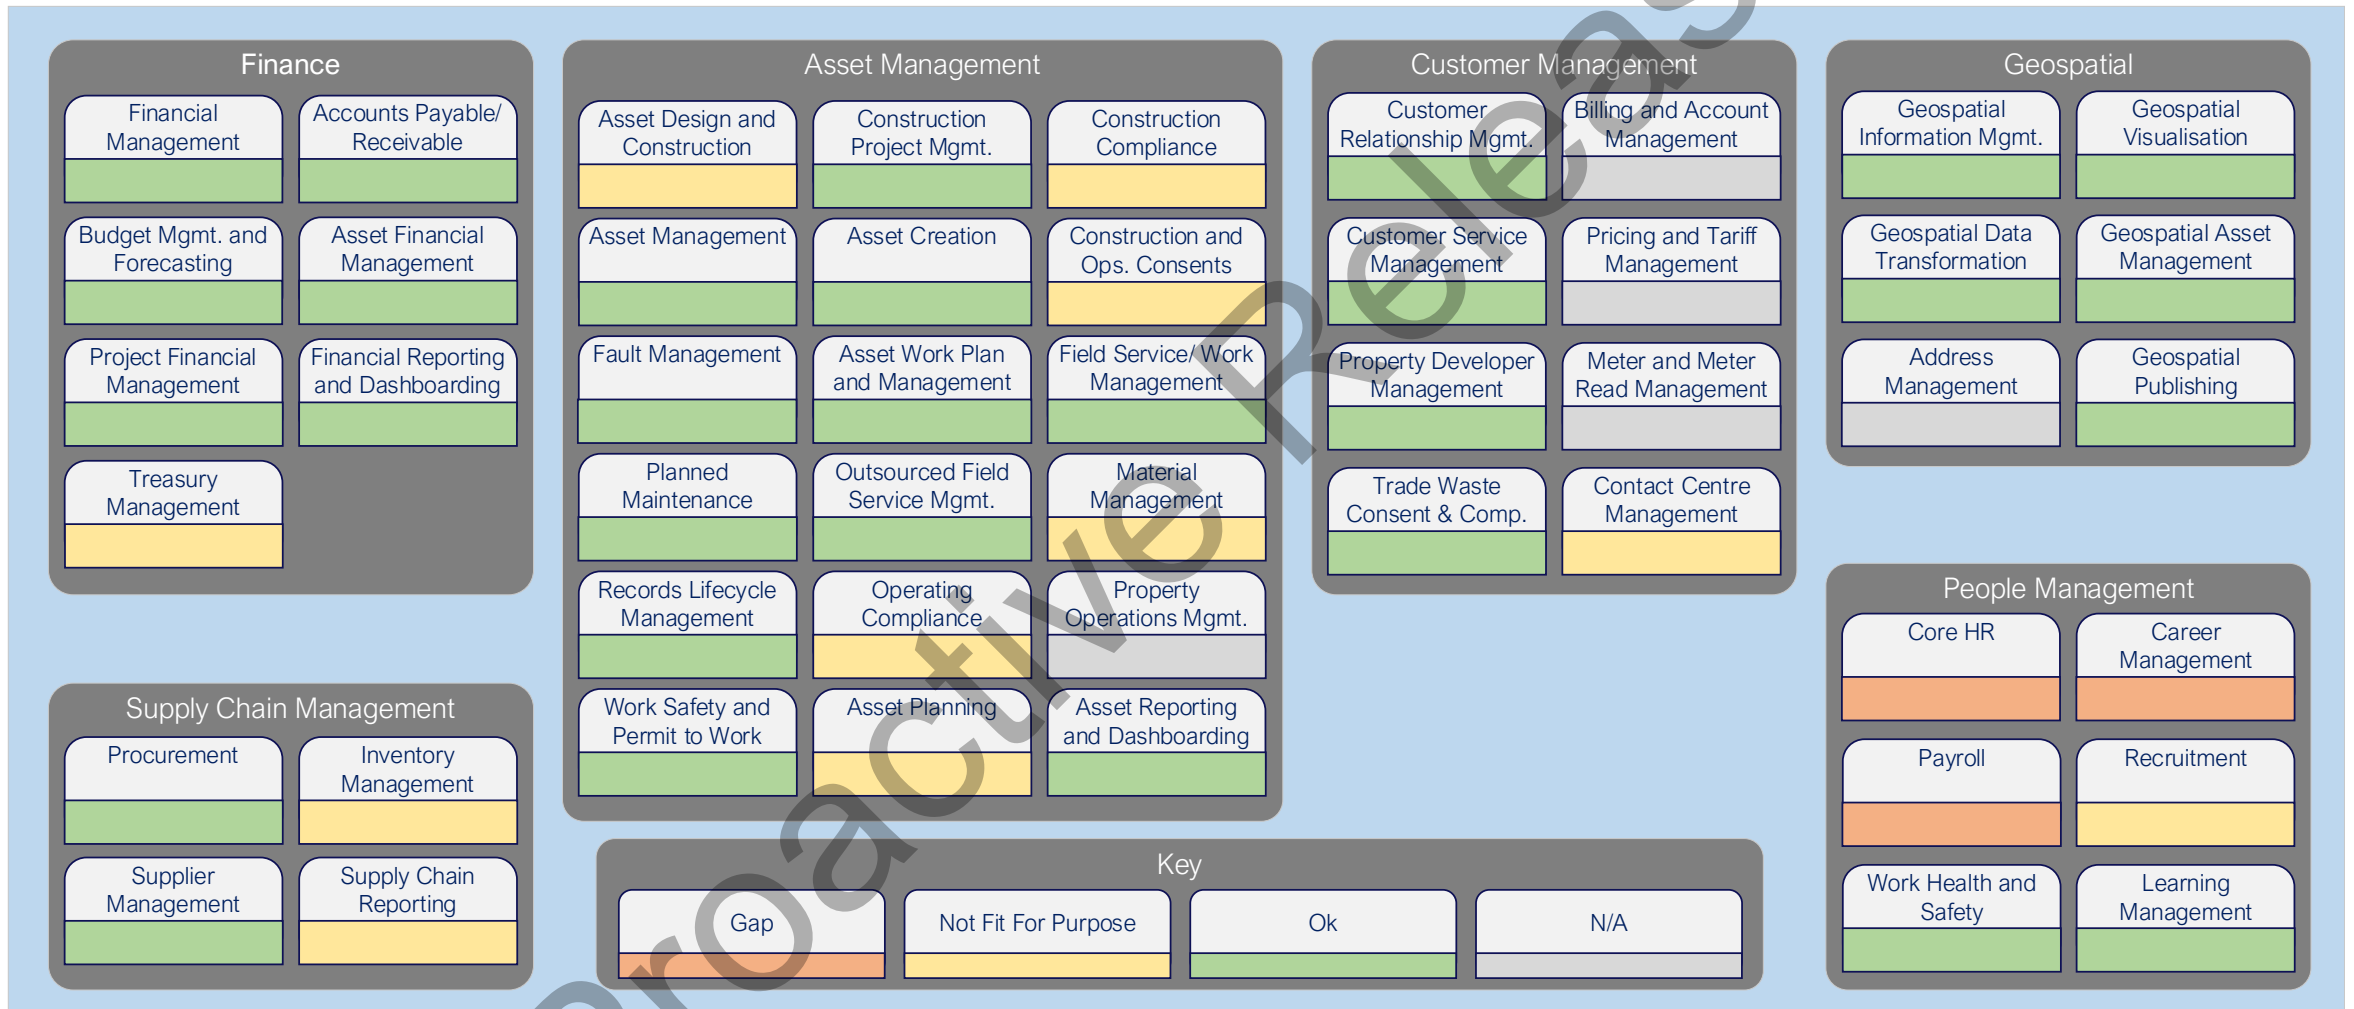 Finance
Financial
Management
Accounts Payable/
Receivable
Budget Mgmt. and
Forecasting
Asset Financial
Management
Project Financial
Management
Financial Reporting
and Dashboarding
Treasury
Management
Supply Chain Management
Procurement
Inventory
Management
Supplier
Management
Supply Chain
Reporting
Asset Management
Asset Design and
Construction
Construction
Project Mgmt.
Construction
Compliance
Asset Management
Asset Creation
Construction and
Ops. Consents
Fault Management
Asset Work Plan
and Management
Field Service/ Work
Management
Planned
Maintenance
Outsourced Field
Service Mgmt.
Material
Management
Records Lifecycle
Management
Operating
Compliance
Property
Operations Mgmt.
Work Safety and
Permit to Work
Asset Planning
Asset Reporting
and Dashboarding
Customer Management
Customer
Relationship Mgmt.
Billing and Account
Management
Customer Service
Management
Pricing and Tariff
Management
Property Developer
Management
Meter and Meter
Read Management
Trade Waste
Consent & Comp.
Contact Centre
Management
Geospatial
Geospatial
Information Mgmt.
Geospatial
Visualisation
Geospatial Data
Transformation
Geospatial Asset
Management
Address
Management
Geospatial
Publishing
People Management
Core HR
Career
Management
Payroll
Recruitment
Work Health and
Safety
Learning
Management
Key
Gap
Not Fit For Purpose
Ok
N/A
roactive Releas